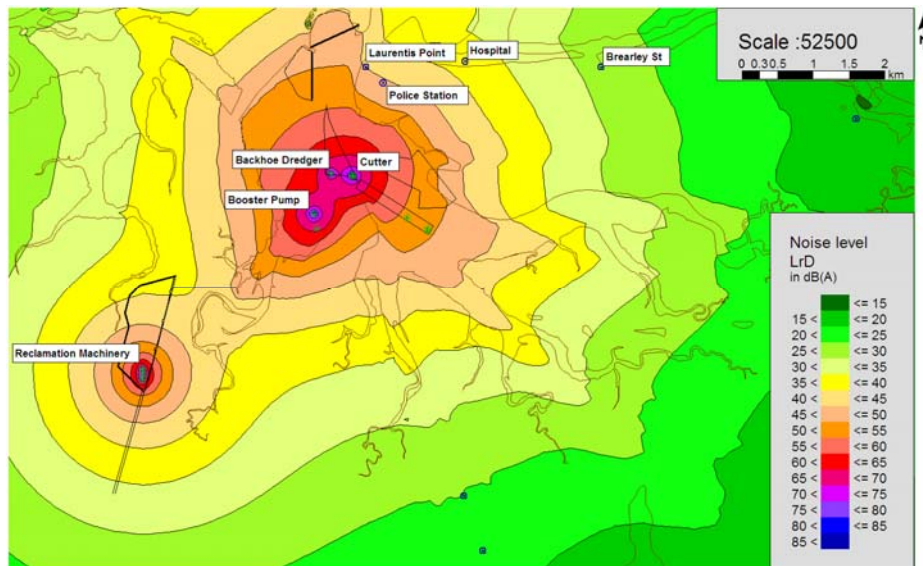 Laurentis Point
Hospital
Brearley St
Police Station
Backhoe Dredger
Cutter
Booster Pump
Reclamation Machinery
Scale :52500
0 0.3 0.5 1 1.6 2
km
N
Noise level
LrD
in dB(A)
<= 15
15 < <= 20
20 < <= 25
25 < <= 30
30 < <= 35
35 < <= 40
40 < <= 45
45 < <= 50
50 < <= 55
55 < <= 60
60 < <= 65
65 < <= 70
70 < <= 75
75 < <= 80
80 < <= 85
85 <